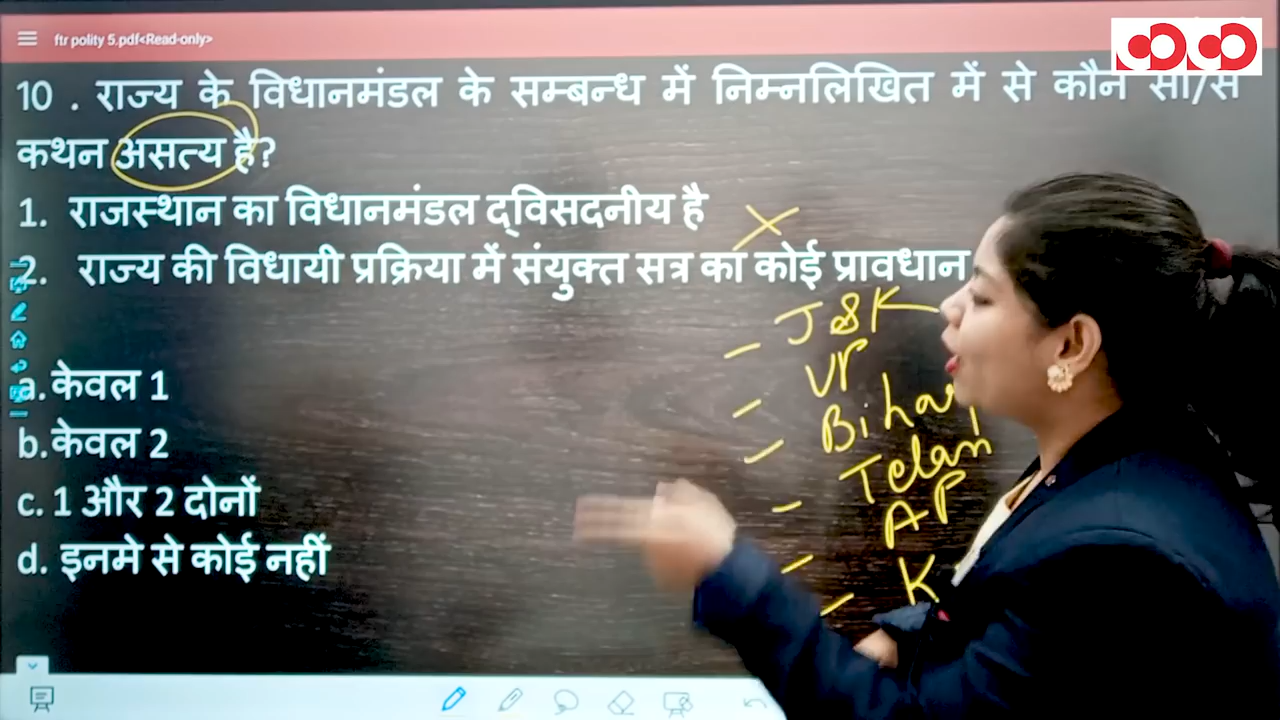 ftr polity 5.pdf<Read-only>
10 . राज्य के विधानमंडल के सम्बन्ध में निम्नलिखित में से कौन सा/से
कथन असत्य है?
1. राजस्थान का विधानमंडल द्विसदनीय है
2. राज्य की विधायी प्रक्रिया में संयुक्त सत्र का कोई प्रावधान
J&K
UP
Bihar
Telan
AP
K
a. केवल 1
b. केवल 2
c. 1 और 2 दोनों
d. इनमे से कोई नहीं